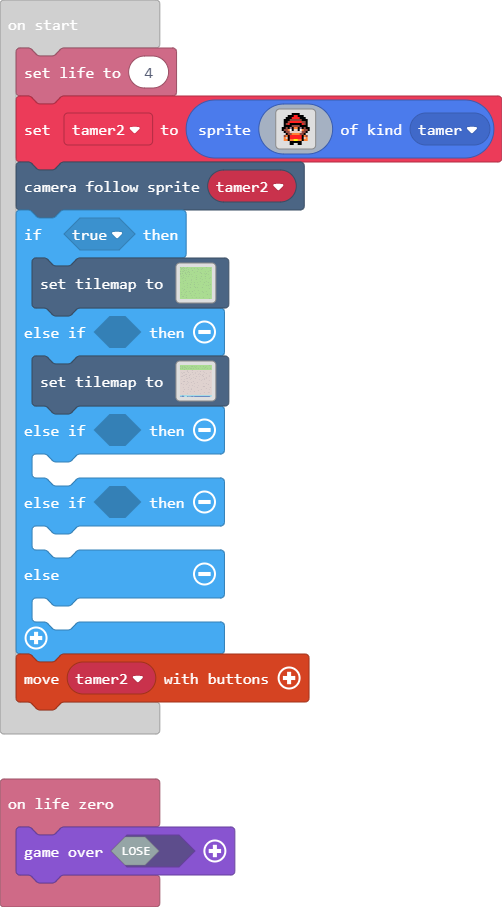 on start
set life to 4
set tamer2 to sprite of kind tamer
camera follow sprite tamer2
if true then
set tilemap to
else if then
set tilemap to
else if then
else if then
else
move tamer2 with buttons
on life zero
game over LOSE